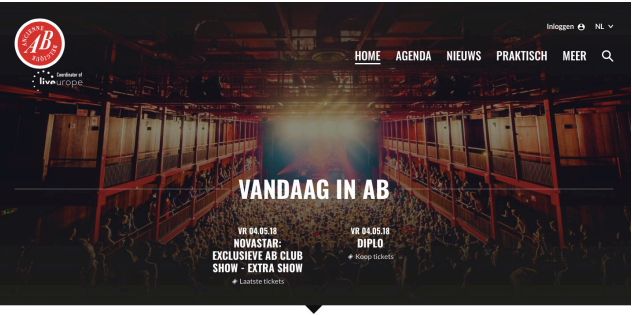 Inloggen NL
ANCIENNE
AB
BELGIQUE
Coordinator of
liveurope
HOME AGENDA NIEUWS PRAKTISCH MEER
VANDAAG IN AB
VR 04.05.18
NOVASTAR:
EXCLUSIEVE AB CLUB
SHOW - EXTRA SHOW
Laatste tickets
VR 04.05.18
DIPLO
Koop tickets